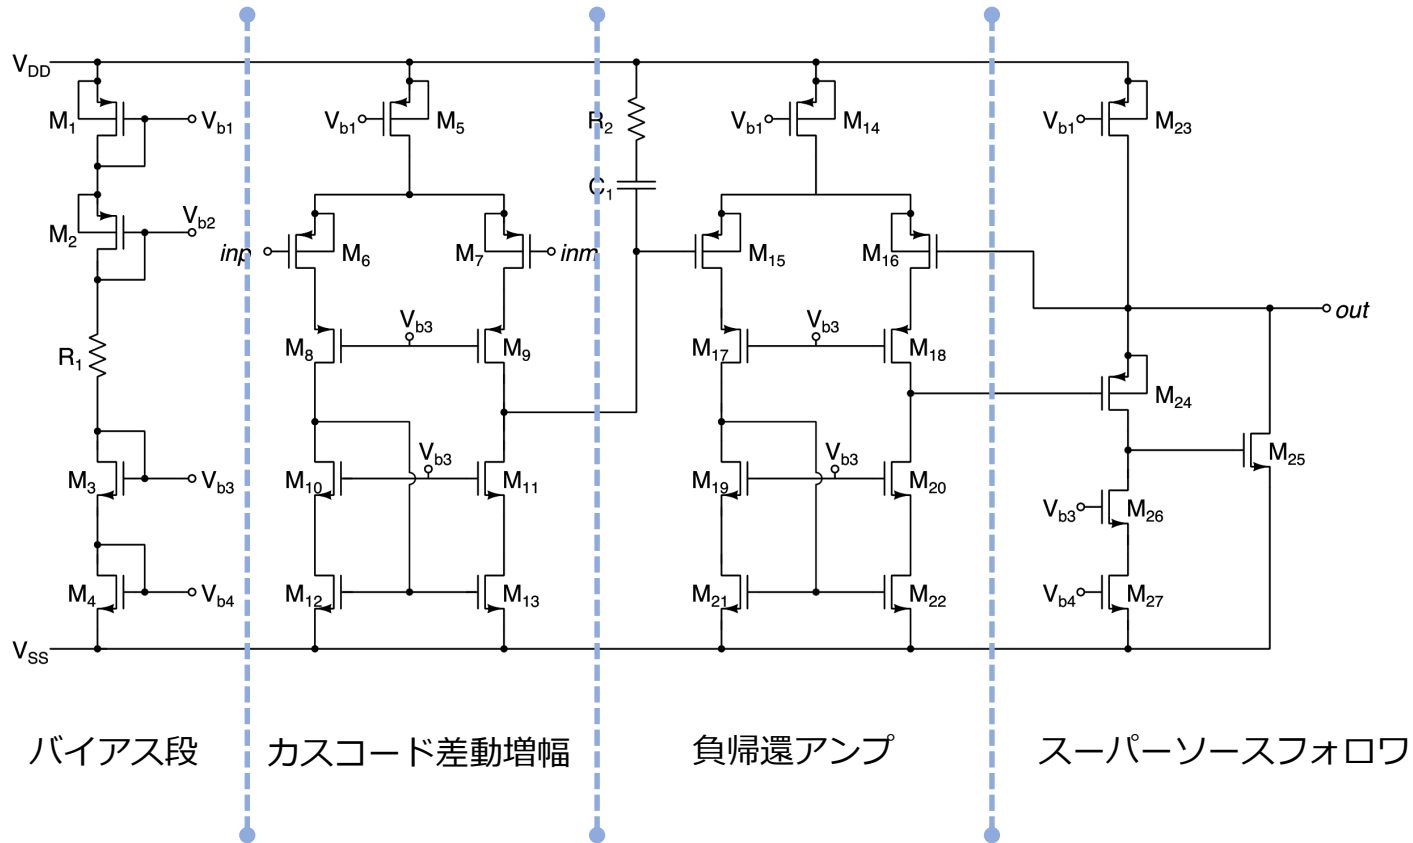 VDD
M1
Vb1
M2
Vb2
R1
M3
Vb3
M4
Vb4
VSS
バイアス段
Vb1
M5
inp
M6
M7
inm
M8
Vb3
M9
M10
Vb3
M11
M12
M13
カスコード差動増幅
R2
C1
Vb1
M14
M15
M16
M17
Vb3
M18
M19
Vb3
M20
M21
M22
負帰還アンプ
Vb1
M23
out
M24
M25
Vb3
M26
Vb4
M27
スーパーソースフォロワ